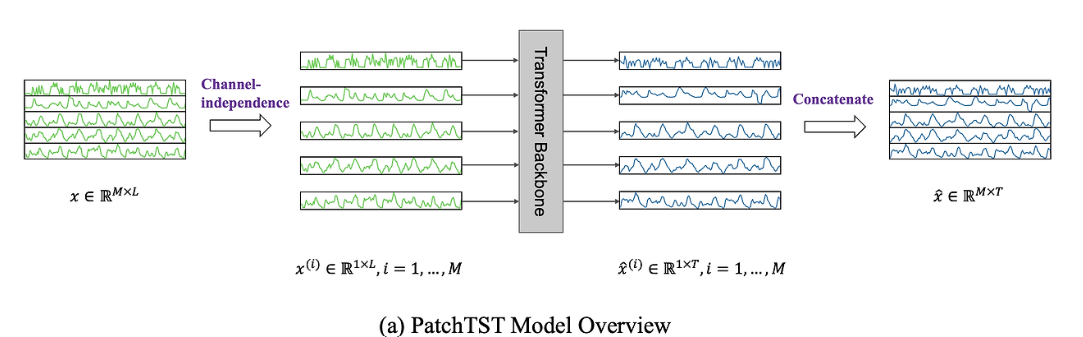 Channel-
independence
x ∈ ℝ^{M×L}
x^{(i)} ∈ ℝ^{1×L}, i = 1, …, M
Transformer Backbone
x̂^{(i)} ∈ ℝ^{1×T}, i = 1, …, M
Concatenate
x̂ ∈ ℝ^{M×T}
(a) PatchTST Model Overview